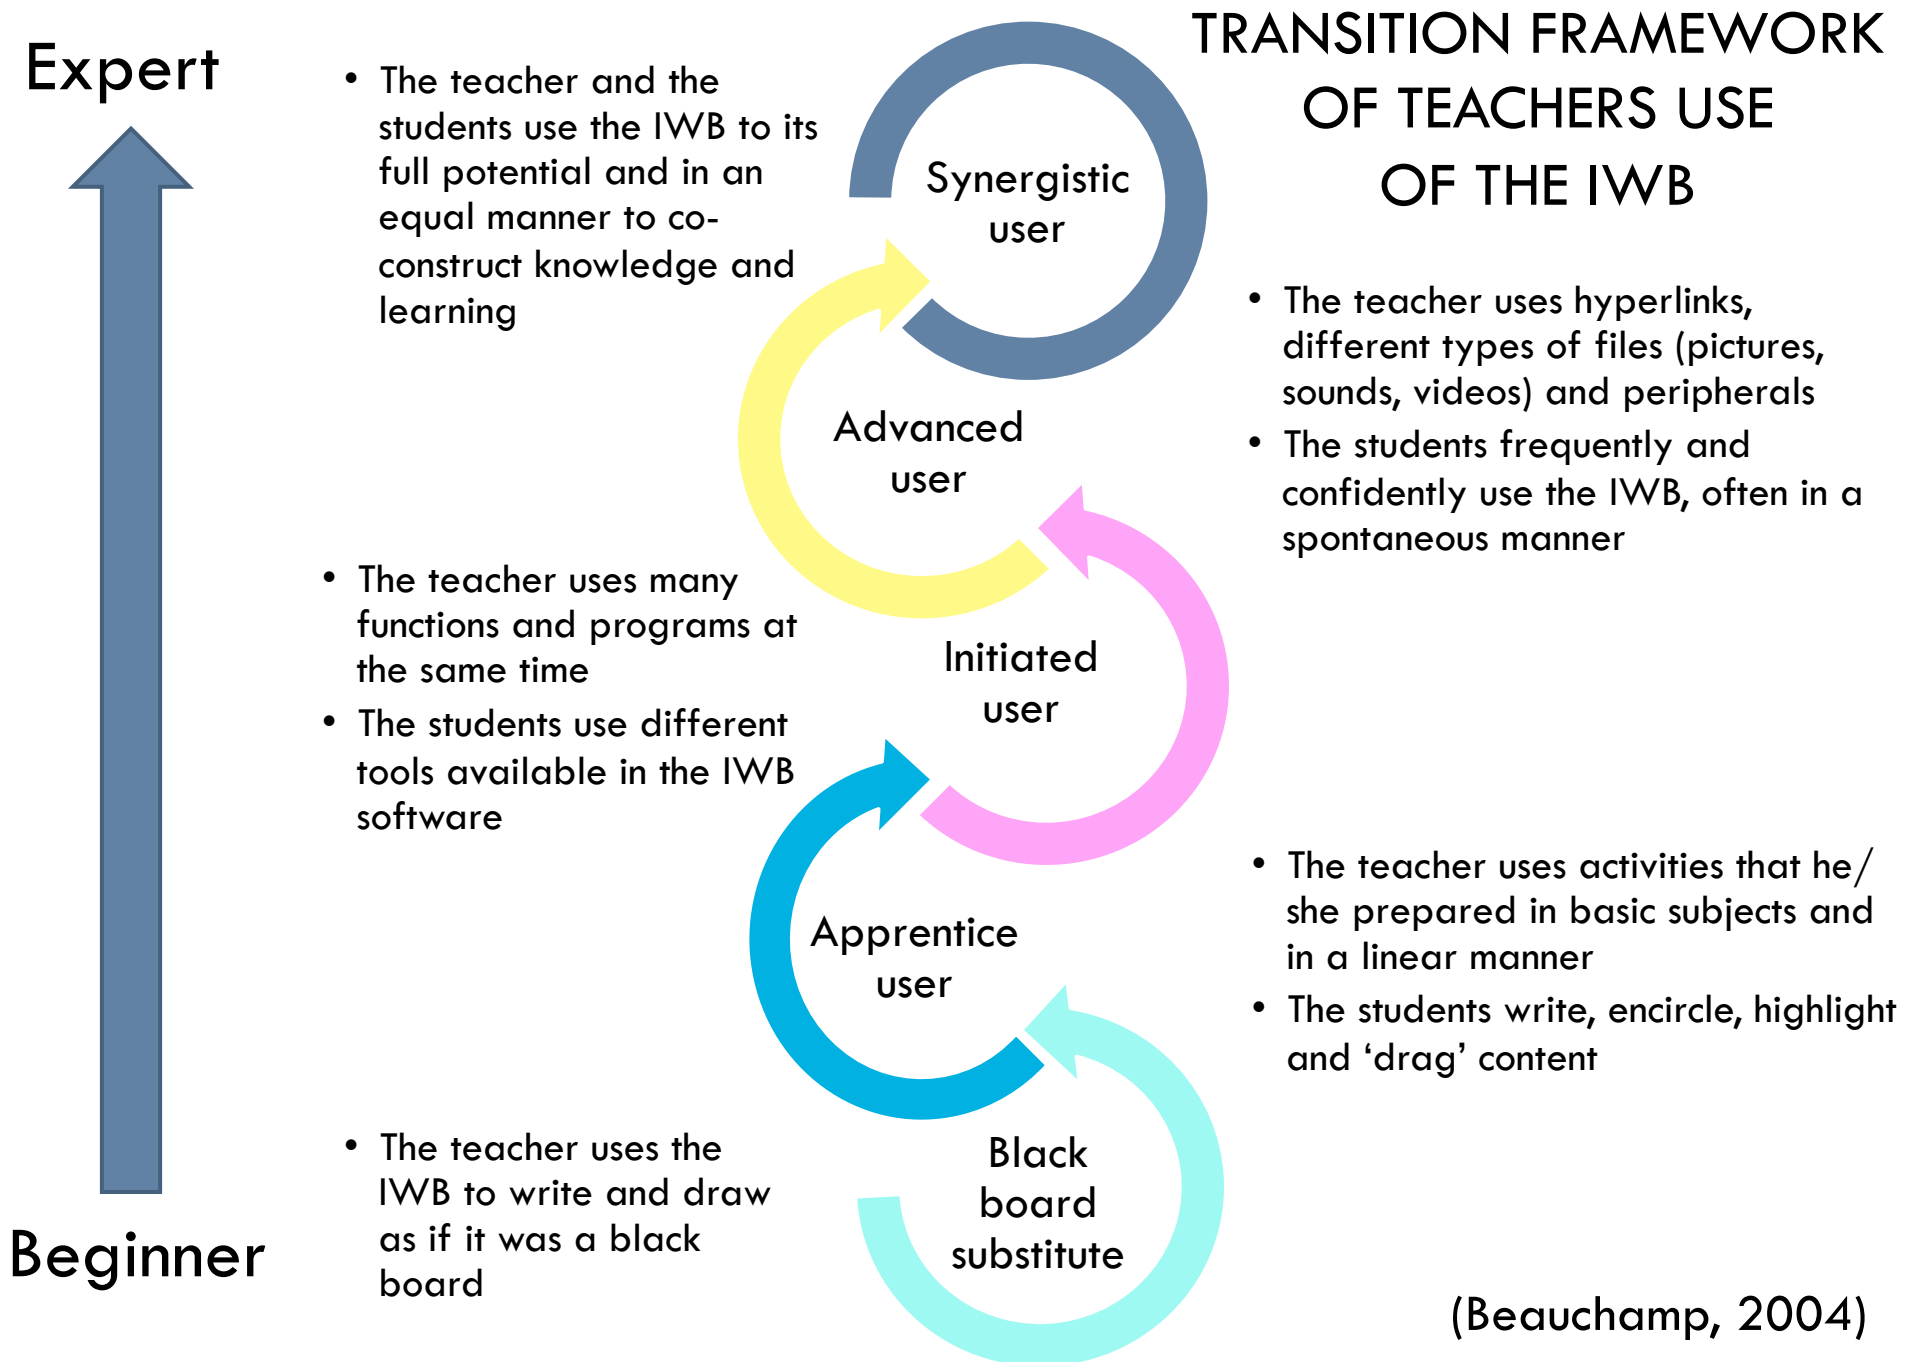 TRANSITION FRAMEWORK
OF TEACHERS USE
OF THE IWB
Expert
• The teacher and the
students use the IWB to its
full potential and in an
equal manner to co-
construct knowledge and
learning
Synergistic
user
• The teacher uses hyperlinks,
different types of files (pictures,
sounds, videos) and peripherals
• The students frequently and
confidently use the IWB, often in a
spontaneous manner
Advanced
user
• The teacher uses many
functions and programs at
the same time
• The students use different
tools available in the IWB
software
Initiated
user
• The teacher uses activities that he/
she prepared in basic subjects and
in a linear manner
• The students write, encircle, highlight
and ‘drag’ content
Apprentice
user
• The teacher uses the
IWB to write and draw
as if it was a black
board
Black
board
substitute
Beginner
(Beauchamp, 2004)